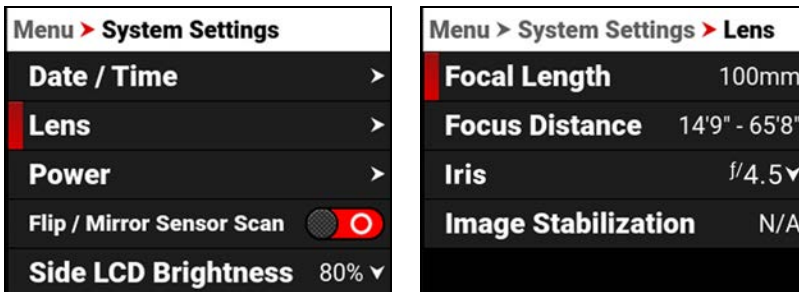 Menu > System Settings
Date / Time >
Lens >
Power >
Flip / Mirror Sensor Scan
Side LCD Brightness 80%
Menu > System Settings > Lens
Focal Length 100mm
Focus Distance 14'9" - 65'8"
Iris f/4.5
Image Stabilization N/A